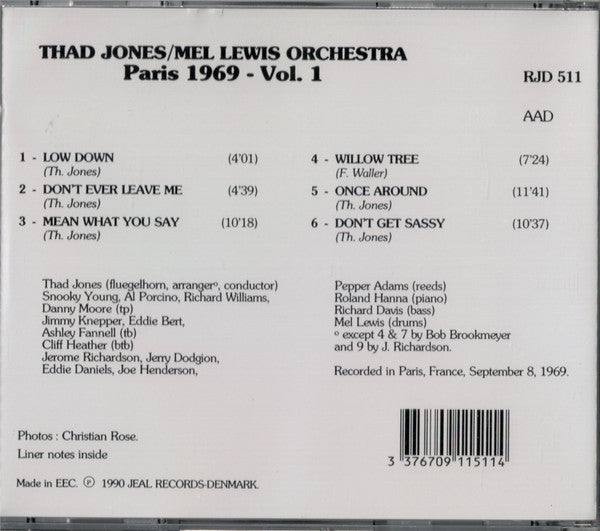 THAD JONES/MEL LEWIS ORCHESTRA
Paris 1969 - Vol. 1
RJD 511
AAD
1 - LOW DOWN (4'01)
(Th. Jones)
2 - DON'T EVER LEAVE ME (4'39)
(Th. Jones)
3 - MEAN WHAT YOU SAY (10'18)
(Th. Jones)
4 - WILLOW TREE (7'24)
(F. Waller)
5 - ONCE AROUND (11'41)
(Th. Jones)
6 - DON'T GET SASSY (10'37)
(Th. Jones)
Thad Jones (fluegelhorn, arrangerº, conductor)
Snooky Young, Al Porcino, Richard Williams,
Danny Moore (tp)
Jimmy Knepper, Eddie Bert,
Ashley Fannell (tb)
Cliff Heather (btb)
Jerome Richardson, Jerry Dodgion,
Eddie Daniels, Joe Henderson,
Pepper Adams (reeds)
Roland Hanna (piano)
Richard Davis (bass)
Mel Lewis (drums)
º except 4 & 7 by Bob Brookmeyer
and 9 by J. Richardson.
Recorded in Paris, France, September 8, 1969.
Photos : Christian Rose.
Liner notes inside
Made in EEC. Ⓟ 1990 JEAL RECORDS-DENMARK.
3 376709 115114